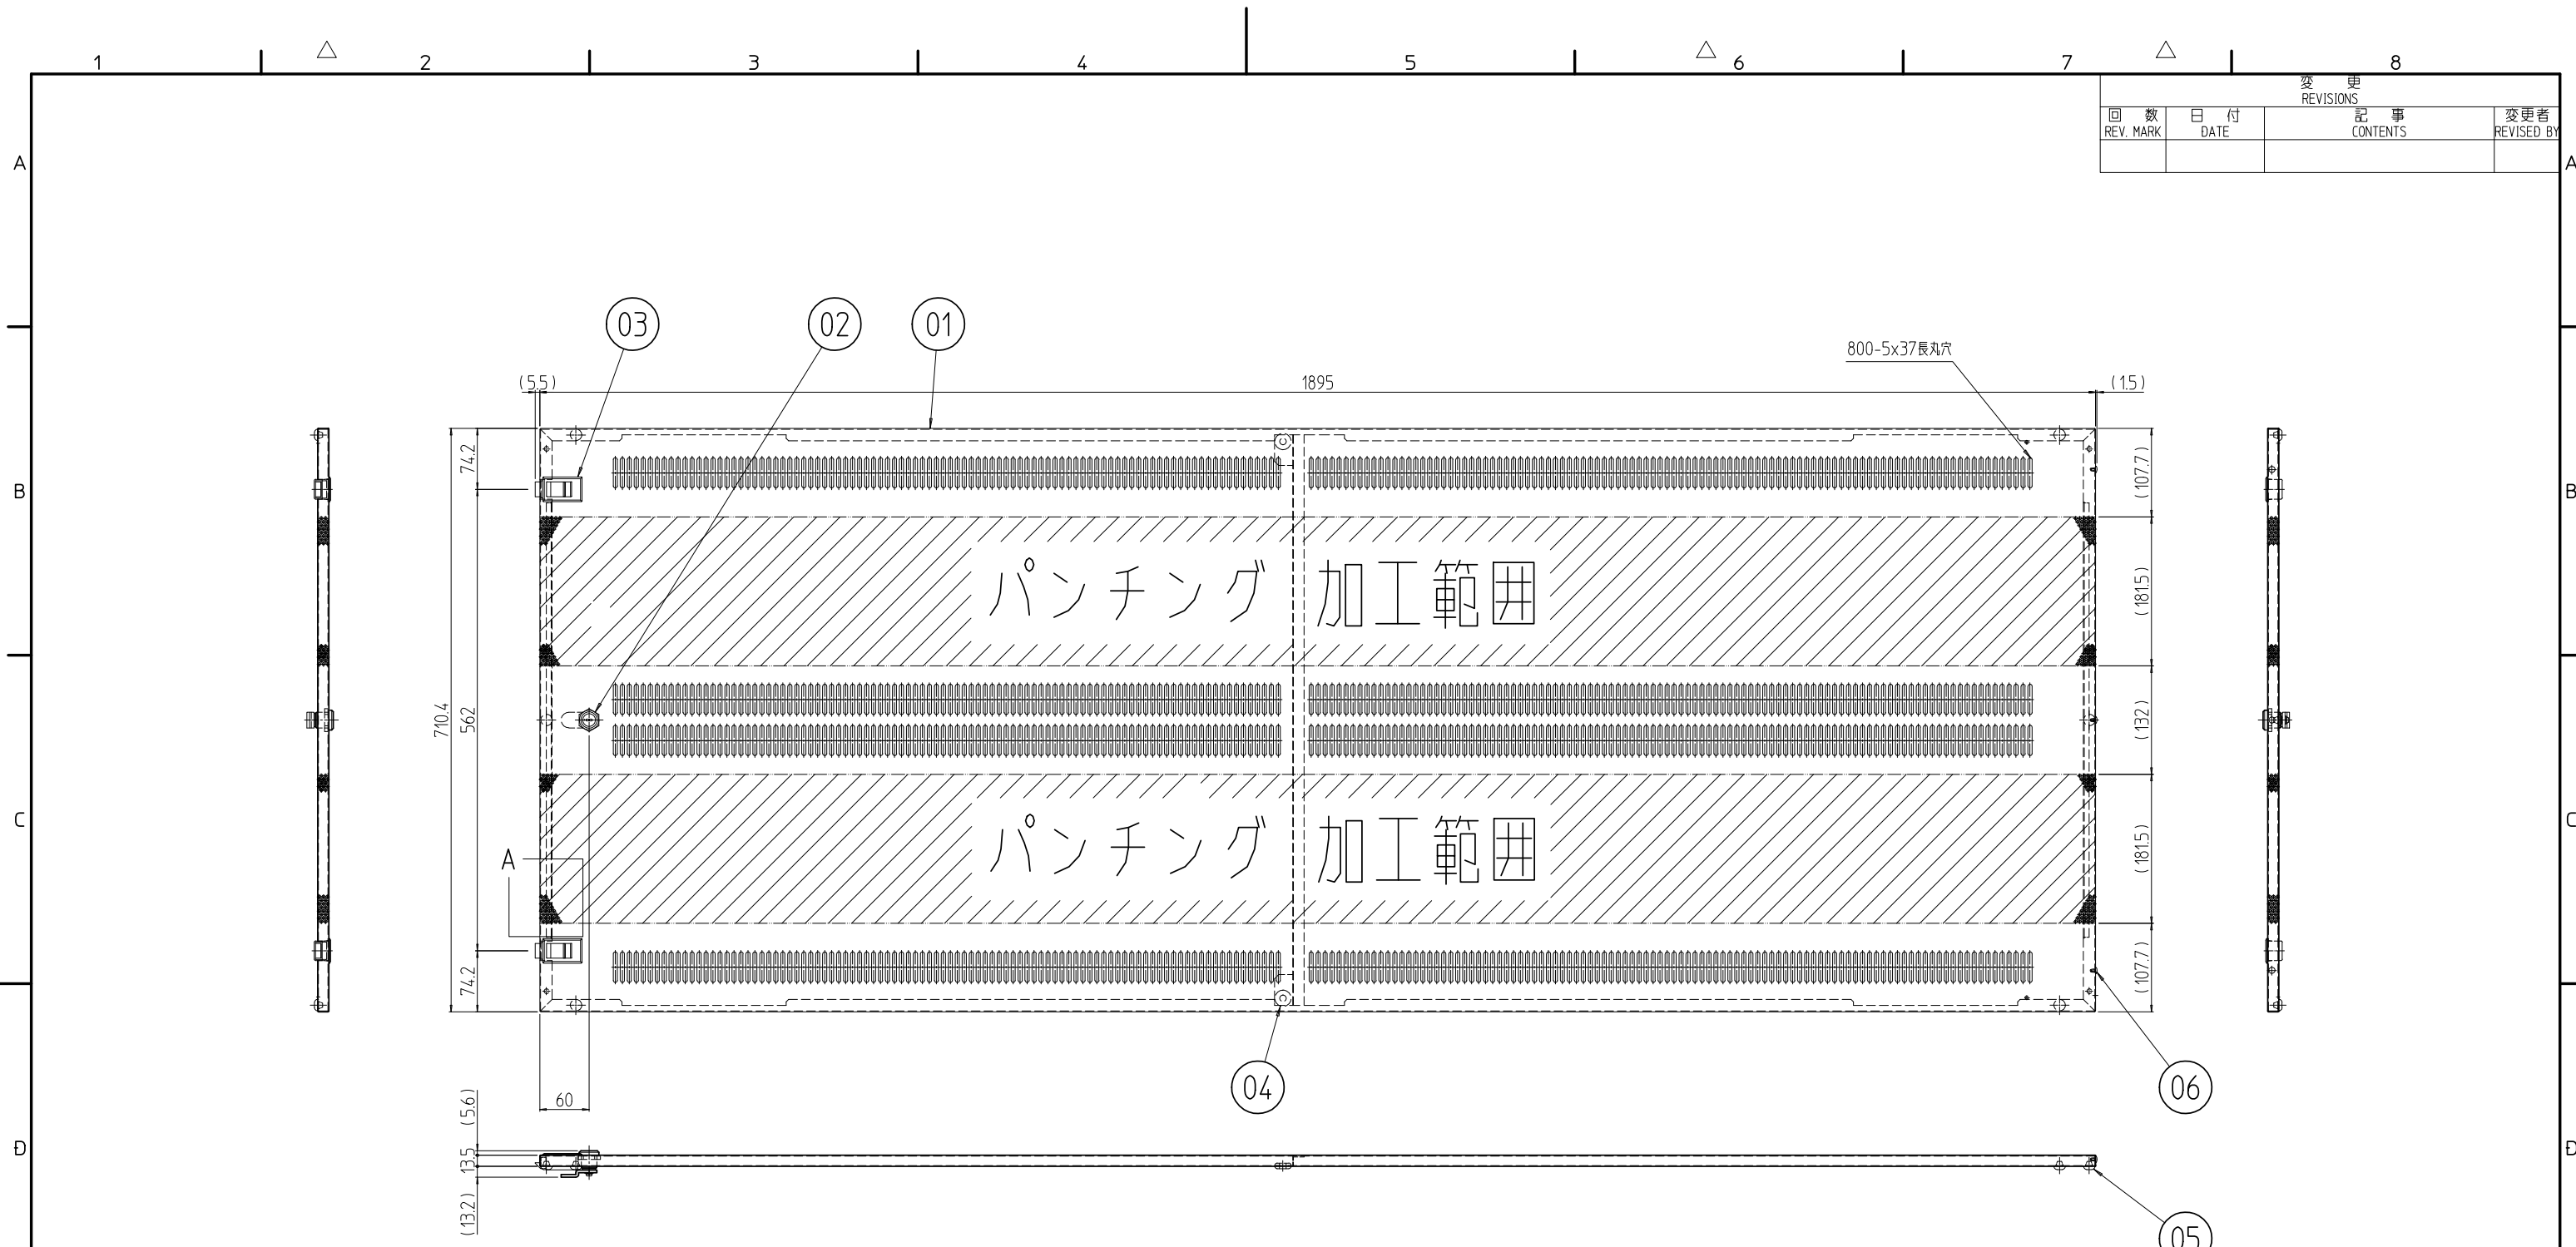 1 2 3 4 5 6 7 8
変 更
REVISIONS
回 数 日 付 記 事 変更者
REV. MARK DATE CONTENTS REVISED BY
A A
03 02 01
800-5x37長丸穴
(5.5) 1895 (1.5)
74.2
(107.7)
B B
パンチング 加工範囲
(181.5)
710.4
562
(132)
パンチング 加工範囲
(181.5)
C C
A
74.2
(107.7)
04 06
60
(5.6)
13.5
(13.2)
D D
05